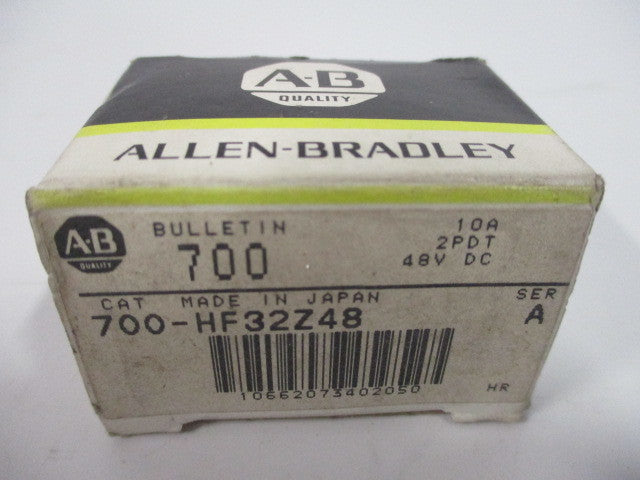 A-B
QUALITY
ALLEN-BRADLEY
A-B
QUALITY
BULLETIN
700
10A
2PDT
48V DC
CAT MADE IN JAPAN
SER
700-HF32Z48
A
10662073402050
HR